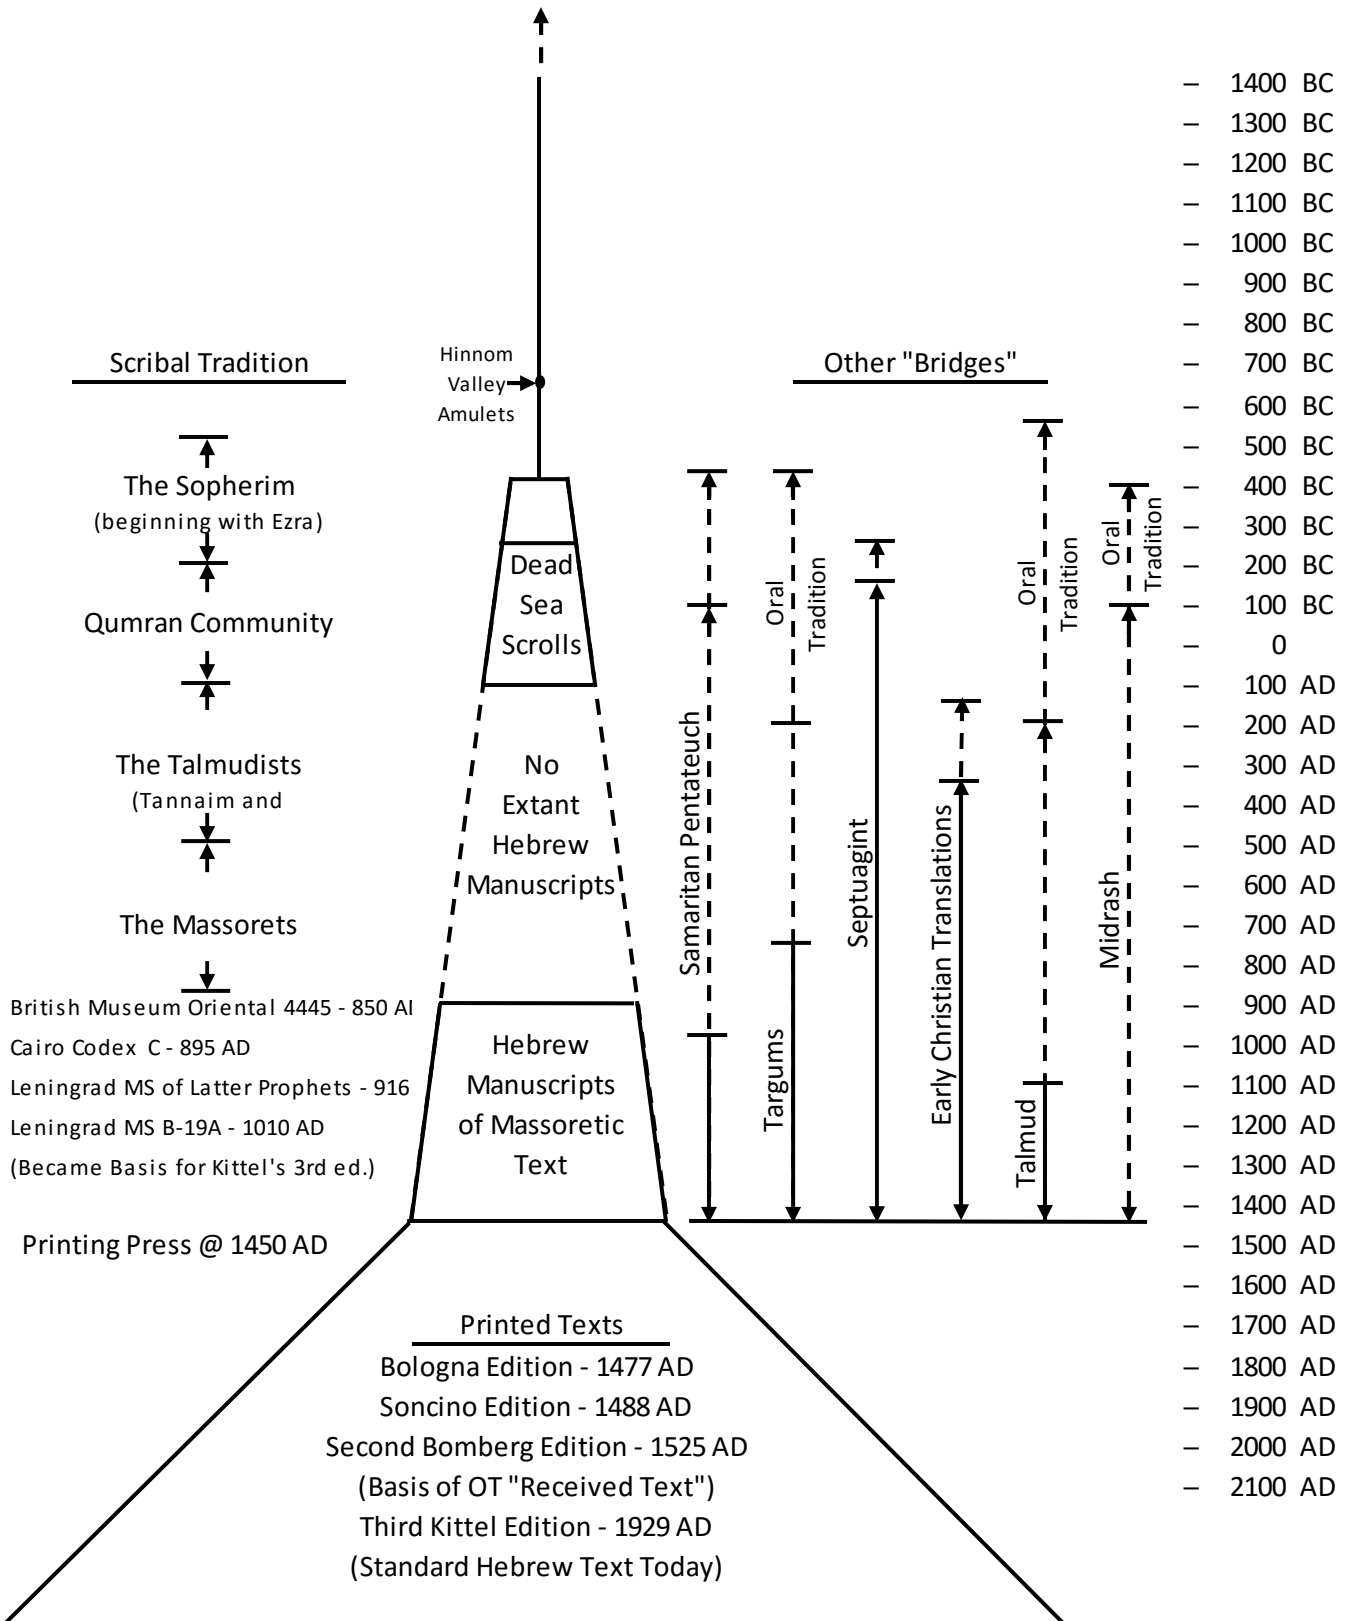 – 1400 BC
– 1300 BC
– 1200 BC
– 1100 BC
– 1000 BC
– 900 BC
– 800 BC
– 700 BC
– 600 BC
– 500 BC
– 400 BC
– 300 BC
– 200 BC
– 100 BC
– 0
– 100 AD
– 200 AD
– 300 AD
– 400 AD
– 500 AD
– 600 AD
– 700 AD
– 800 AD
– 900 AD
– 1000 AD
– 1100 AD
– 1200 AD
– 1300 AD
– 1400 AD
– 1500 AD
– 1600 AD
– 1700 AD
– 1800 AD
– 1900 AD
– 2000 AD
– 2100 AD
Scribal Tradition
The Sopherim
(beginning with Ezra)
Qumran Community
The Talmudists
(Tannaim and
The Massorets
British Museum Oriental 4445 - 850 AD
Cairo Codex C - 895 AD
Leningrad MS of Latter Prophets - 916
Leningrad MS B-19A - 1010 AD
(Became Basis for Kittel's 3rd ed.)
Printing Press @ 1450 AD
Hinnom
Valley
Amulets
Dead
Sea
Scrolls
No
Extant
Hebrew
Manuscripts
Hebrew
Manuscripts
of Massoretic
Text
Other "Bridges"
Samaritan Pentateuch
Targums
Oral
Tradition
Septuagint
Early Christian Translations
Talmud
Oral
Tradition
Midrash
Oral
Tradition
Printed Texts
Bologna Edition - 1477 AD
Soncino Edition - 1488 AD
Second Bomberg Edition - 1525 AD
(Basis of OT "Received Text")
Third Kittel Edition - 1929 AD
(Standard Hebrew Text Today)